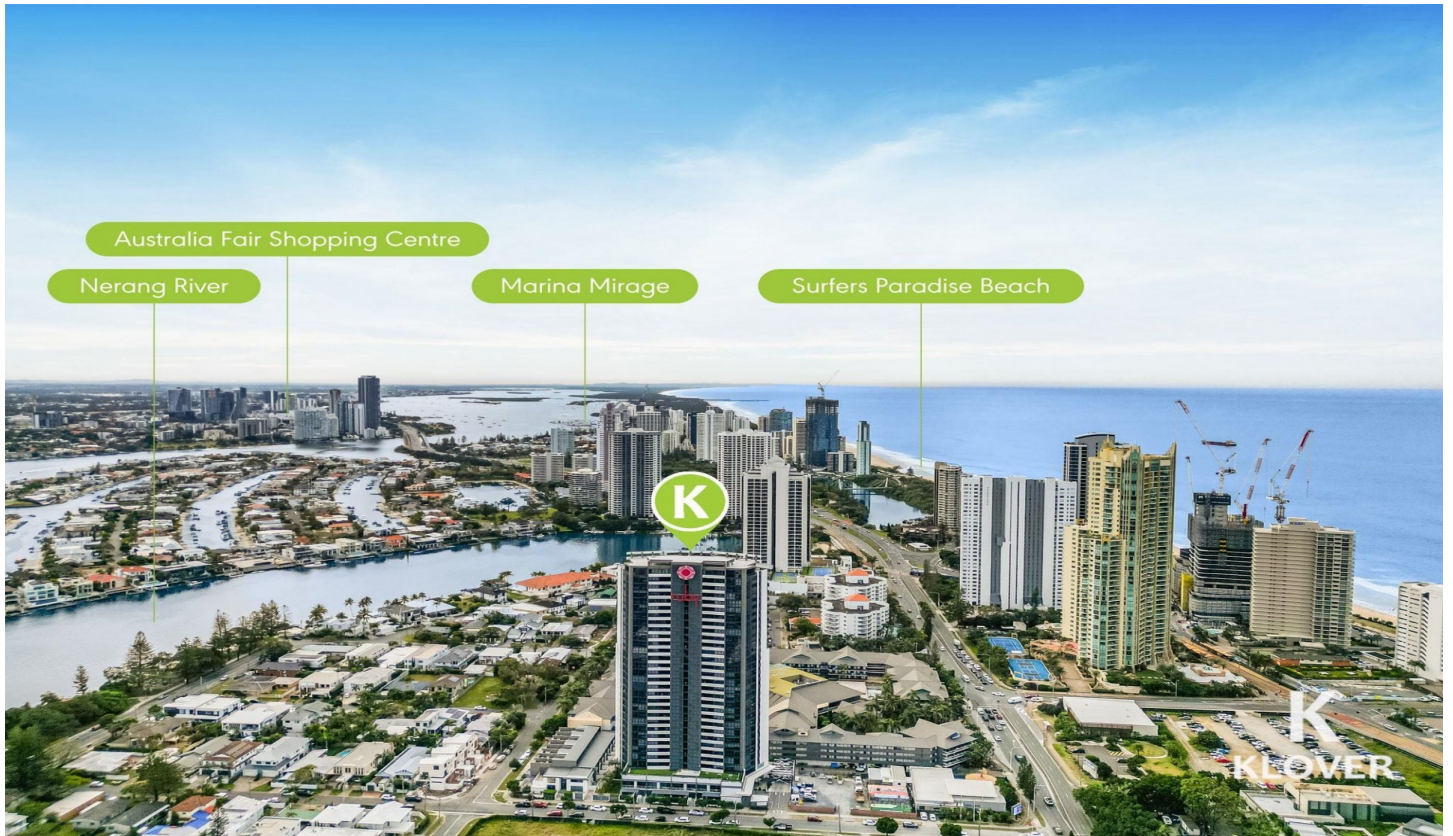 Australia Fair Shopping Centre
Nerang River
Marina Mirage
Surfers Paradise Beach
K
K
KLOVER